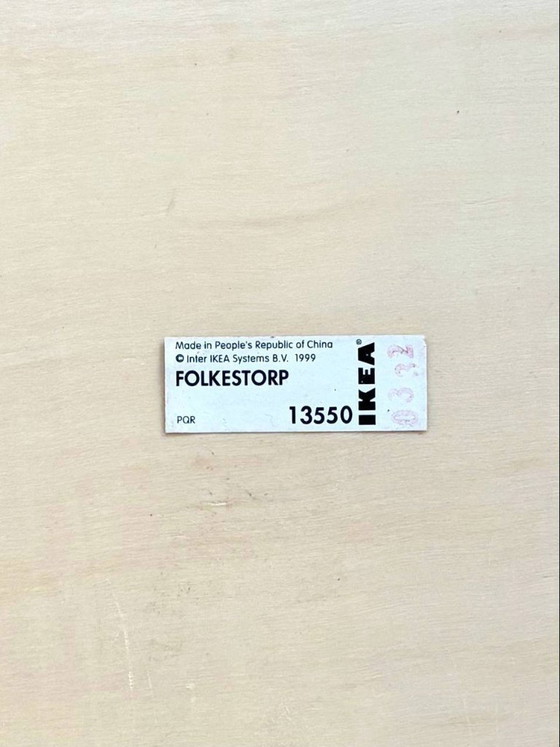 Made in People's Republic of China
© Inter IKEA Systems B.V. 1999
FOLKESTORP
PQR
13550
IKEA®